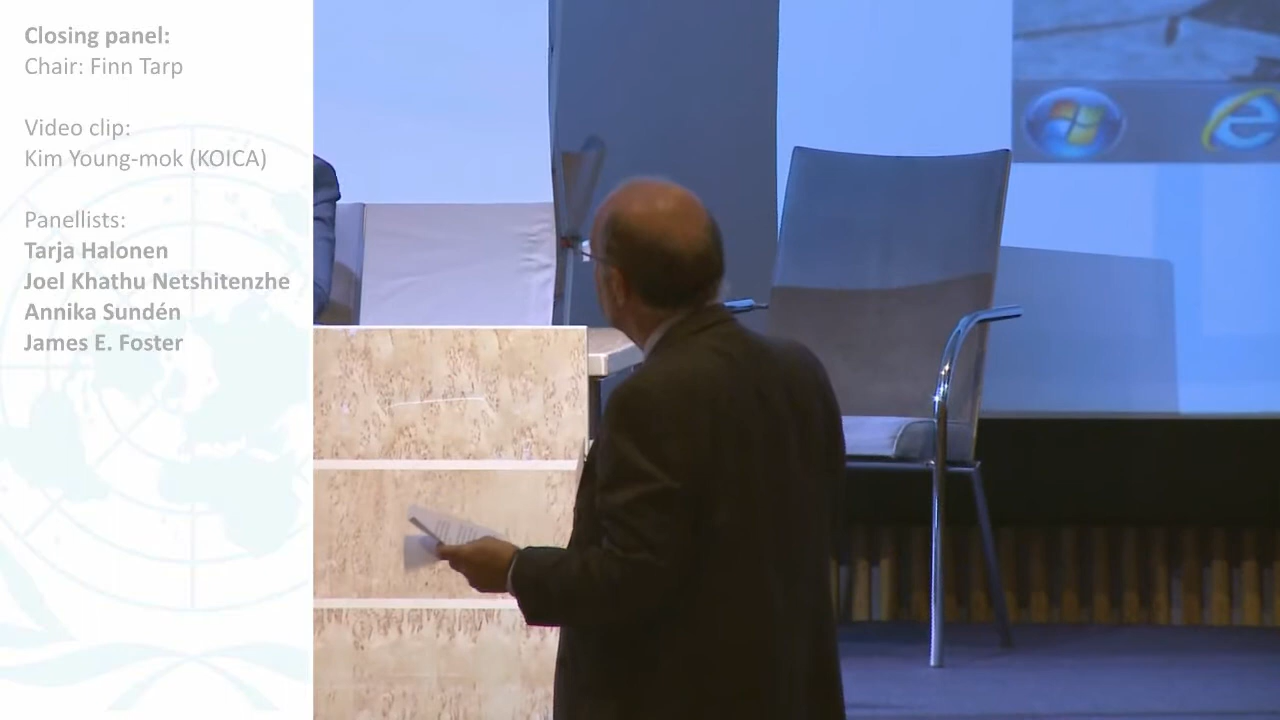 Closing panel:
Chair: Finn Tarp
Video clip:
Kim Young-mok (KOICA)
Panellists:
Tarja Halonen
Joel Khathu Netshitenzhe
Annika Sundén
James E. Foster